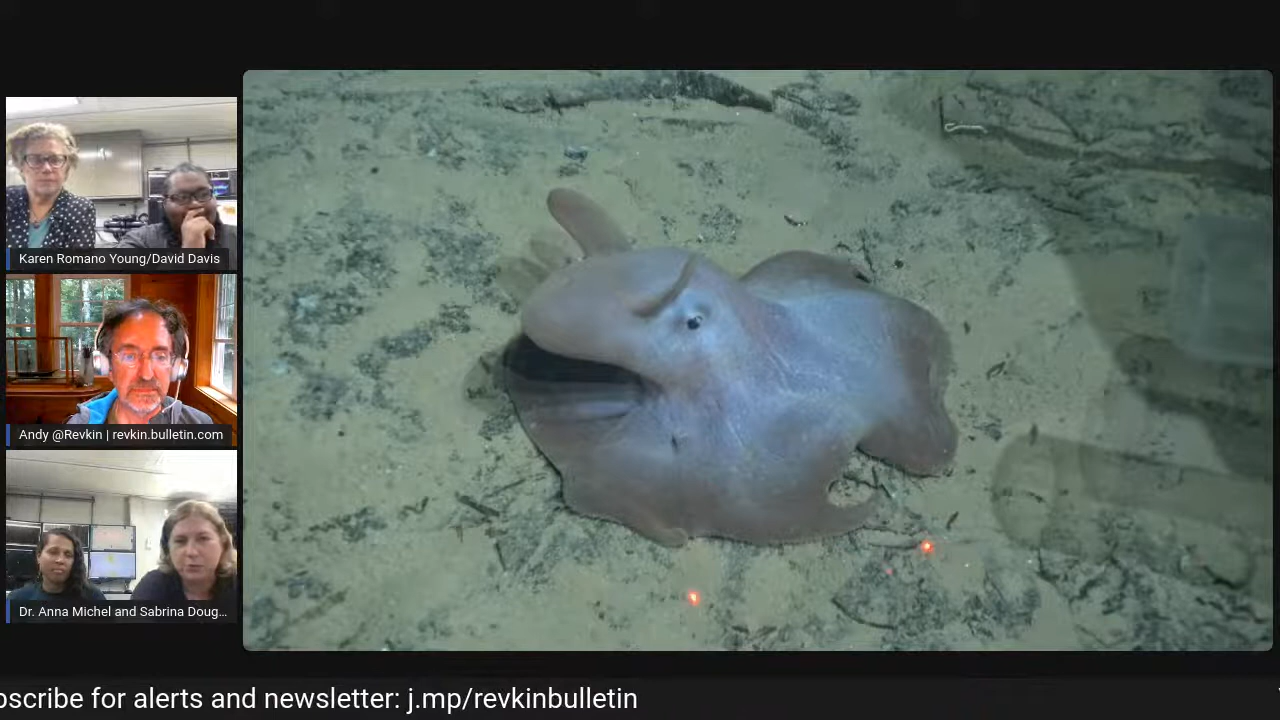 Karen Romano Young/David Davis
Andy @Revkin | revkin.bulletin.com
Dr. Anna Michel and Sabrina Doug...
bscribe for alerts and newsletter: j.mp/revkinbulletin